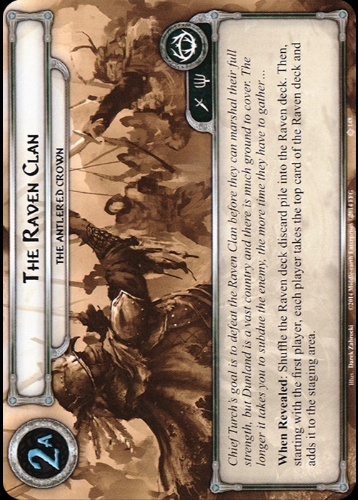 2A
THE RAVEN CLAN
THE ANTLERED CROWN
Chief Turch's goal is to defeat the Raven Clan before they can marshal their full
strength, but Dunland is a vast country and there is much ground to cover. The
longer it takes you to subdue the enemy, the more time they have to gather…
When Revealed: Shuffle the Raven deck discard pile into the Raven deck. Then,
starting with the first player, each player takes the top card of the Raven deck and
adds it to the staging area.
Illus. Darek Zabrocki ©2014 Middle-earth Enterprises ©2014 FFG